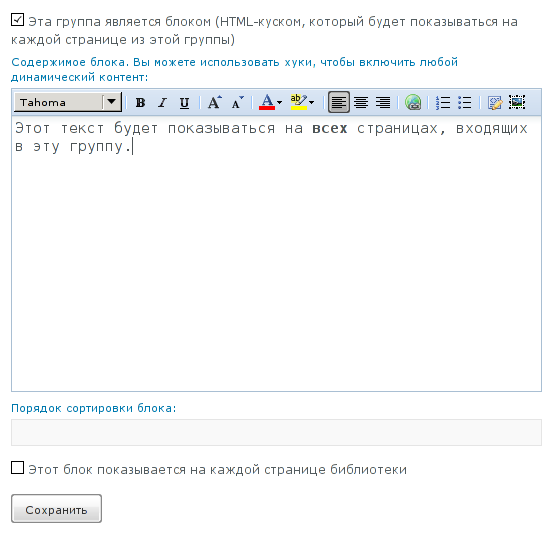 Эта группа является блоком (HTML-куском, который будет показываться на
каждой странице из этой группы)
Содержимое блока. Вы можете использовать хуки, чтобы включить любой
динамический контент:
Tahoma B I U A A A ab
Этот текст будет показываться на всех страницах, входящих
в эту группу.
Порядок сортировки блока:
Этот блок показывается на каждой странице библиотеки
Сохранить